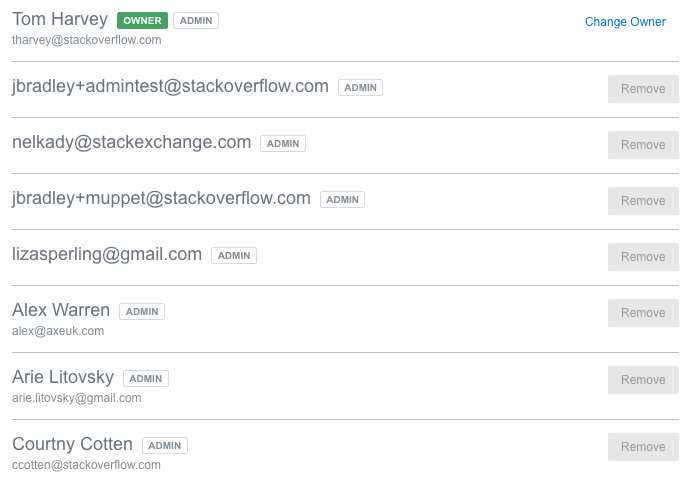 Tom Harvey OWNER ADMIN Change Owner
tharvey@stackoverflow.com
jbradley+admintest@stackoverflow.com ADMIN Remove
nelkady@stackexchange.com ADMIN Remove
jbradley+muppet@stackoverflow.com ADMIN Remove
lizasperling@gmail.com ADMIN Remove
Alex Warren ADMIN Remove
alex@axeuk.com
Arie Litovsky ADMIN Remove
arie.litovsky@gmail.com
Courtny Cotten ADMIN Remove
ccotten@stackoverflow.com